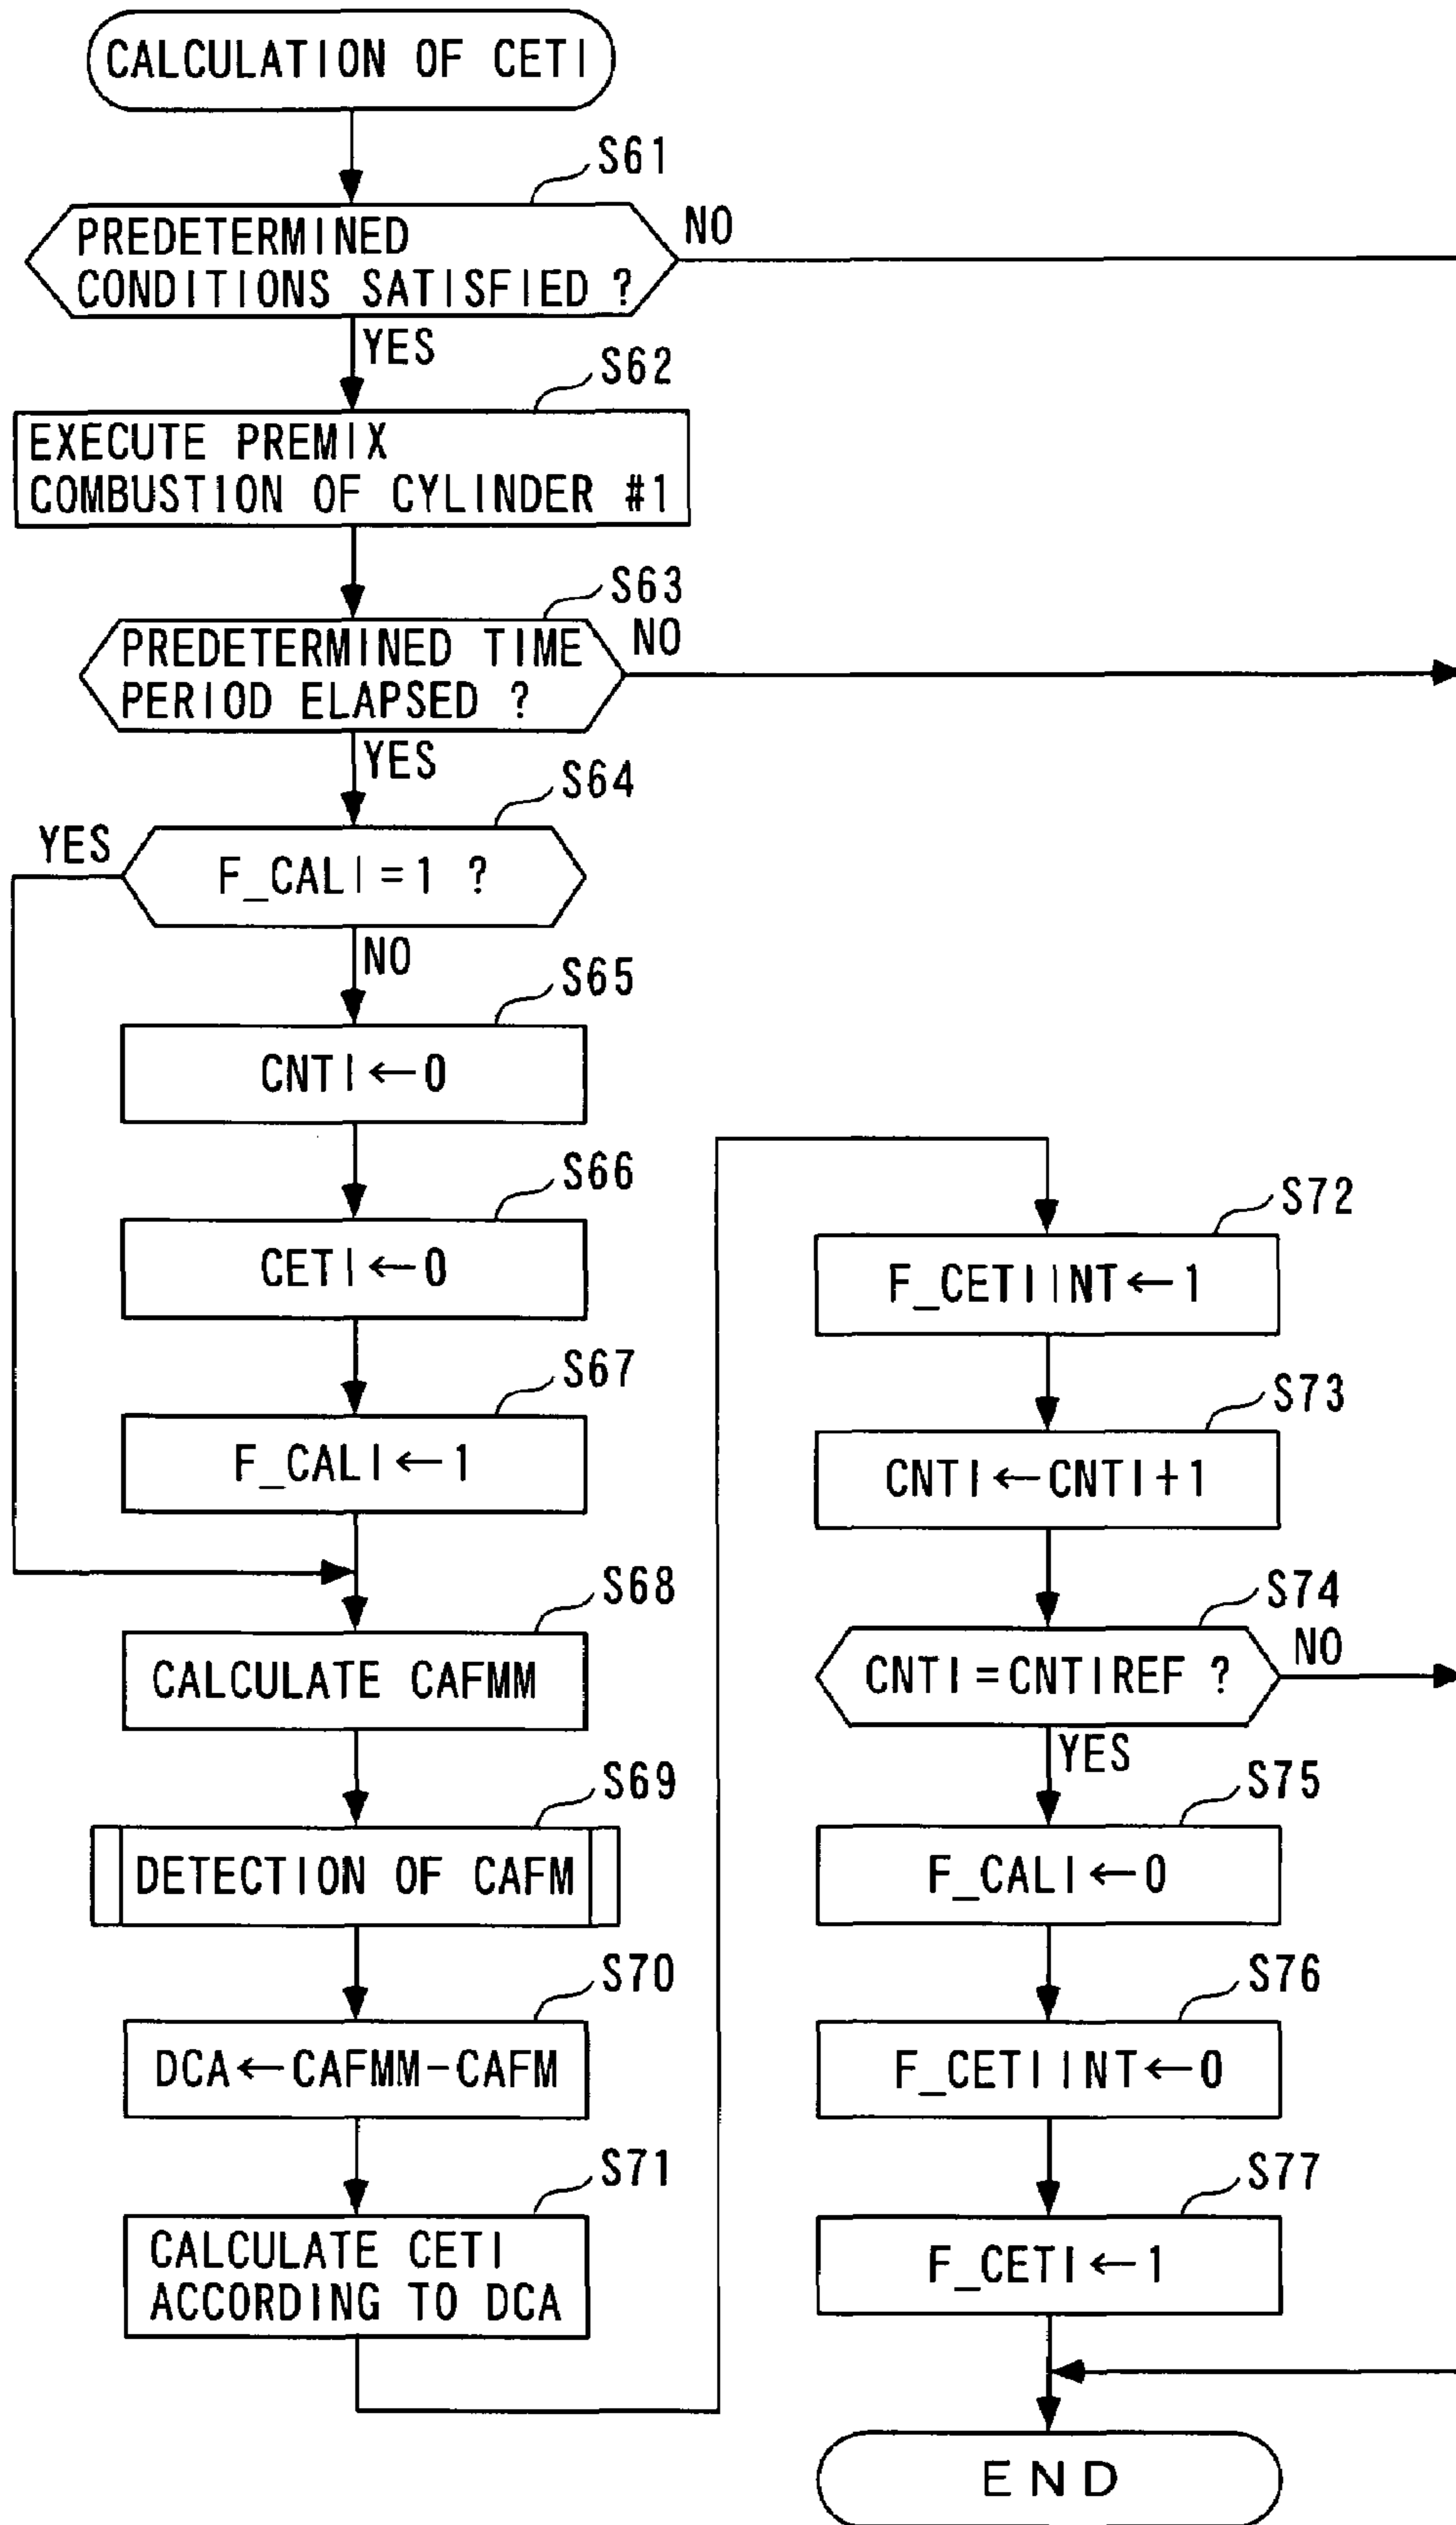 CALCULATION OF CETI
S61
PREDETERMINED
CONDITIONS SATISFIED ?
NO
YES
S62
EXECUTE PREMIX
COMBUSTION OF CYLINDER #1
S63
PREDETERMINED TIME
PERIOD ELAPSED ?
NO
YES
S64
YES
F_CALI=1 ?
NO
S65
CNTI←0
S66
CETI←0
S67
F_CALI←1
S68
CALCULATE CAFMM
S69
DETECTION OF CAFM
S70
DCA←CAFMM-CAFM
S71
CALCULATE CETI
ACCORDING TO DCA
S72
F_CETIINT←1
S73
CNTI←CNTI+1
S74
CNTI=CNTIREF ?
NO
YES
S75
F_CALI←0
S76
F_CETIINT←0
S77
F_CETI←1
END